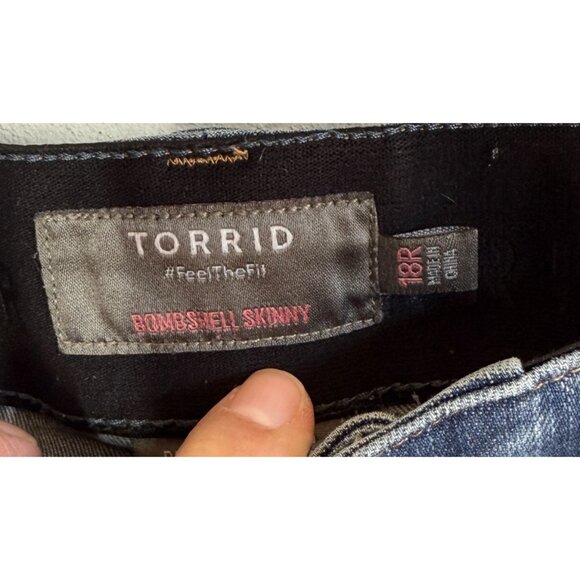 TORRID
#FeelTheFit
BOMBSHELL SKINNY
18R
MADE IN
CHINA